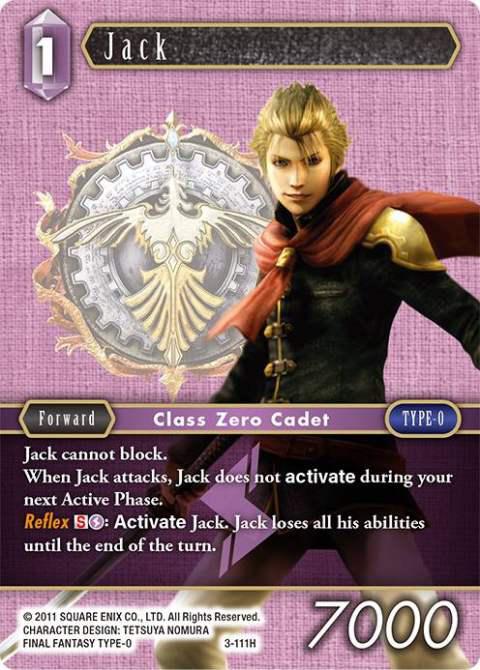 1
Jack
Forward
Class Zero Cadet
TYPE-0
Jack cannot block.
When Jack attacks, Jack does not activate during your
next Active Phase.
Reflex S: Activate Jack. Jack loses all his abilities
until the end of the turn.
© 2011 SQUARE ENIX CO., LTD. All Rights Reserved.
CHARACTER DESIGN: TETSUYA NOMURA
FINAL FANTASY TYPE-0
3-111H
7000